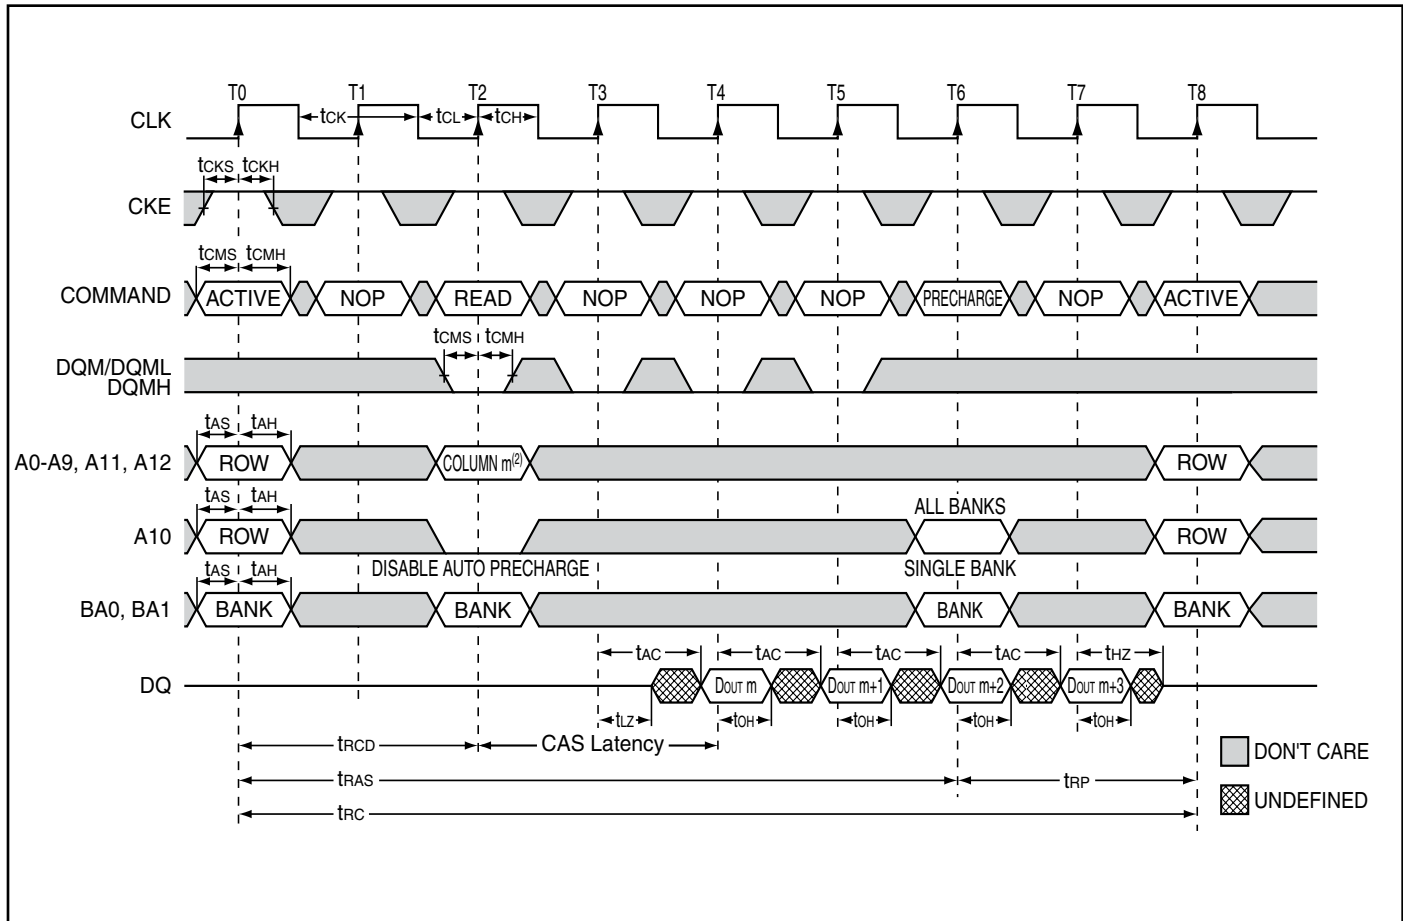 T0 T1 T2 T3 T4 T5 T6 T7 T8
CLK tCK tCL tCH
tCKS tCKH
CKE
tCMS tCMH
COMMAND ACTIVE NOP READ NOP NOP NOP PRECHARGE NOP ACTIVE
tCMS tCMH
DQM/DQML
DQMH
tAS tAH
A0-A9, A11, A12 ROW COLUMN m(2) ROW
tAS tAH ALL BANKS
A10 ROW ROW
DISABLE AUTO PRECHARGE SINGLE BANK
tAS tAH
BA0, BA1 BANK BANK BANK BANK
tAC tAC tAC tAC tHZ
DQ DOUT m DOUT m+1 DOUT m+2 DOUT m+3
tLZ tOH tOH tOH tOH
tRCD CAS Latency
DON'T CARE
tRAS tRP
UNDEFINED
tRC